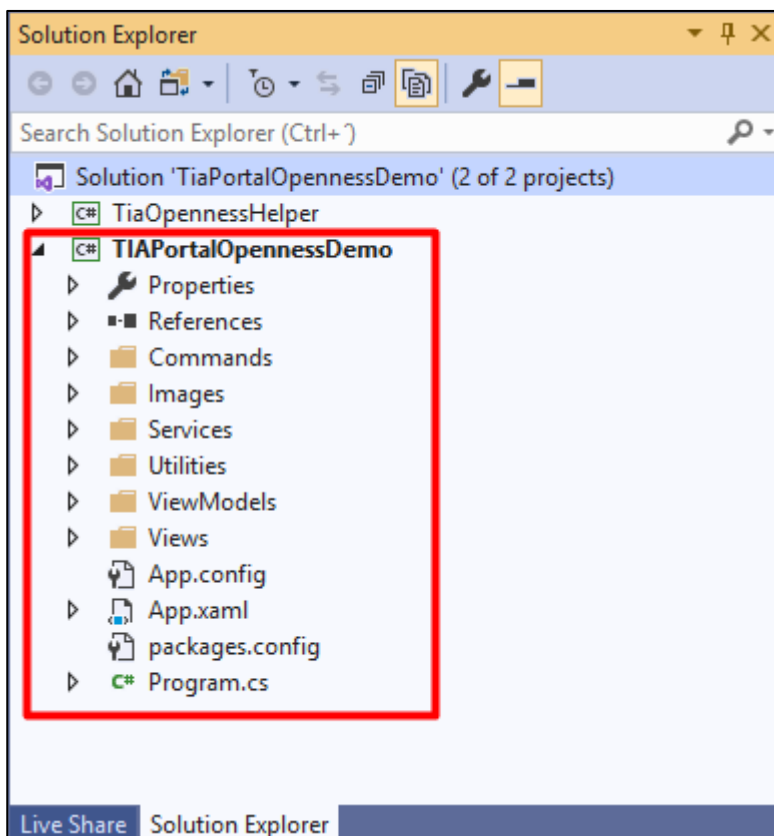 Solution Explorer
Search Solution Explorer (Ctrl+´)
Solution 'TiaPortalOpennessDemo' (2 of 2 projects)
C# TiaOpennessHelper
C# TIAPortalOpennessDemo
Properties
References
Commands
Images
Services
Utilities
ViewModels
Views
App.config
App.xaml
packages.config
C# Program.cs
Live Share Solution Explorer